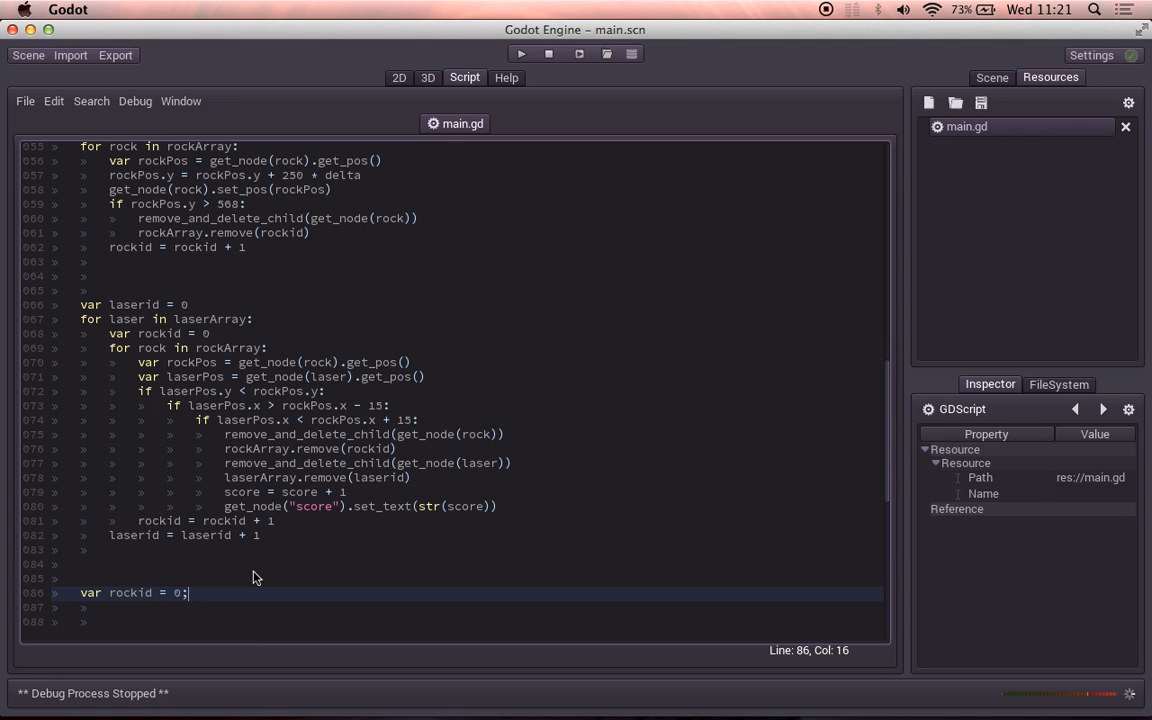 Godot
73%
Wed 11:21
Godot Engine - main.scn
Scene Import Export
Settings
2D 3D Script Help
Scene Resources
File Edit Search Debug Window
main.gd
main.gd
055 » for rock in rockArray:
056 » » var rockPos = get_node(rock).get_pos()
057 » » rockPos.y = rockPos.y + 250 * delta
058 » » get_node(rock).set_pos(rockPos)
059 » » if rockPos.y > 568:
060 » » » remove_and_delete_child(get_node(rock))
061 » » » rockArray.remove(rockid)
062 » » rockid = rockid + 1
063 » »
064 » »
065 » »
066 » var laserid = 0
067 » for laser in laserArray:
068 » » var rockid = 0
069 » » for rock in rockArray:
070 » » » var rockPos = get_node(rock).get_pos()
071 » » » var laserPos = get_node(laser).get_pos()
072 » » » if laserPos.y < rockPos.y:
073 » » » » if laserPos.x > rockPos.x - 15:
074 » » » » » if laserPos.x < rockPos.x + 15:
075 » » » » » » remove_and_delete_child(get_node(rock))
076 » » » » » » rockArray.remove(rockid)
077 » » » » » » remove_and_delete_child(get_node(laser))
078 » » » » » » laserArray.remove(laserid)
079 » » » » » » score = score + 1
080 » » » » » » get_node("score").set_text(str(score))
081 » » » rockid = rockid + 1
082 » » laserid = laserid + 1
083 » »
084 »
085 »
086 » var rockid = 0;
087 » »
088 » »
Line: 86, Col: 16
Inspector FileSystem
GDScript
Property Value
Resource
Resource
Path res://main.gd
Name
Reference
** Debug Process Stopped **